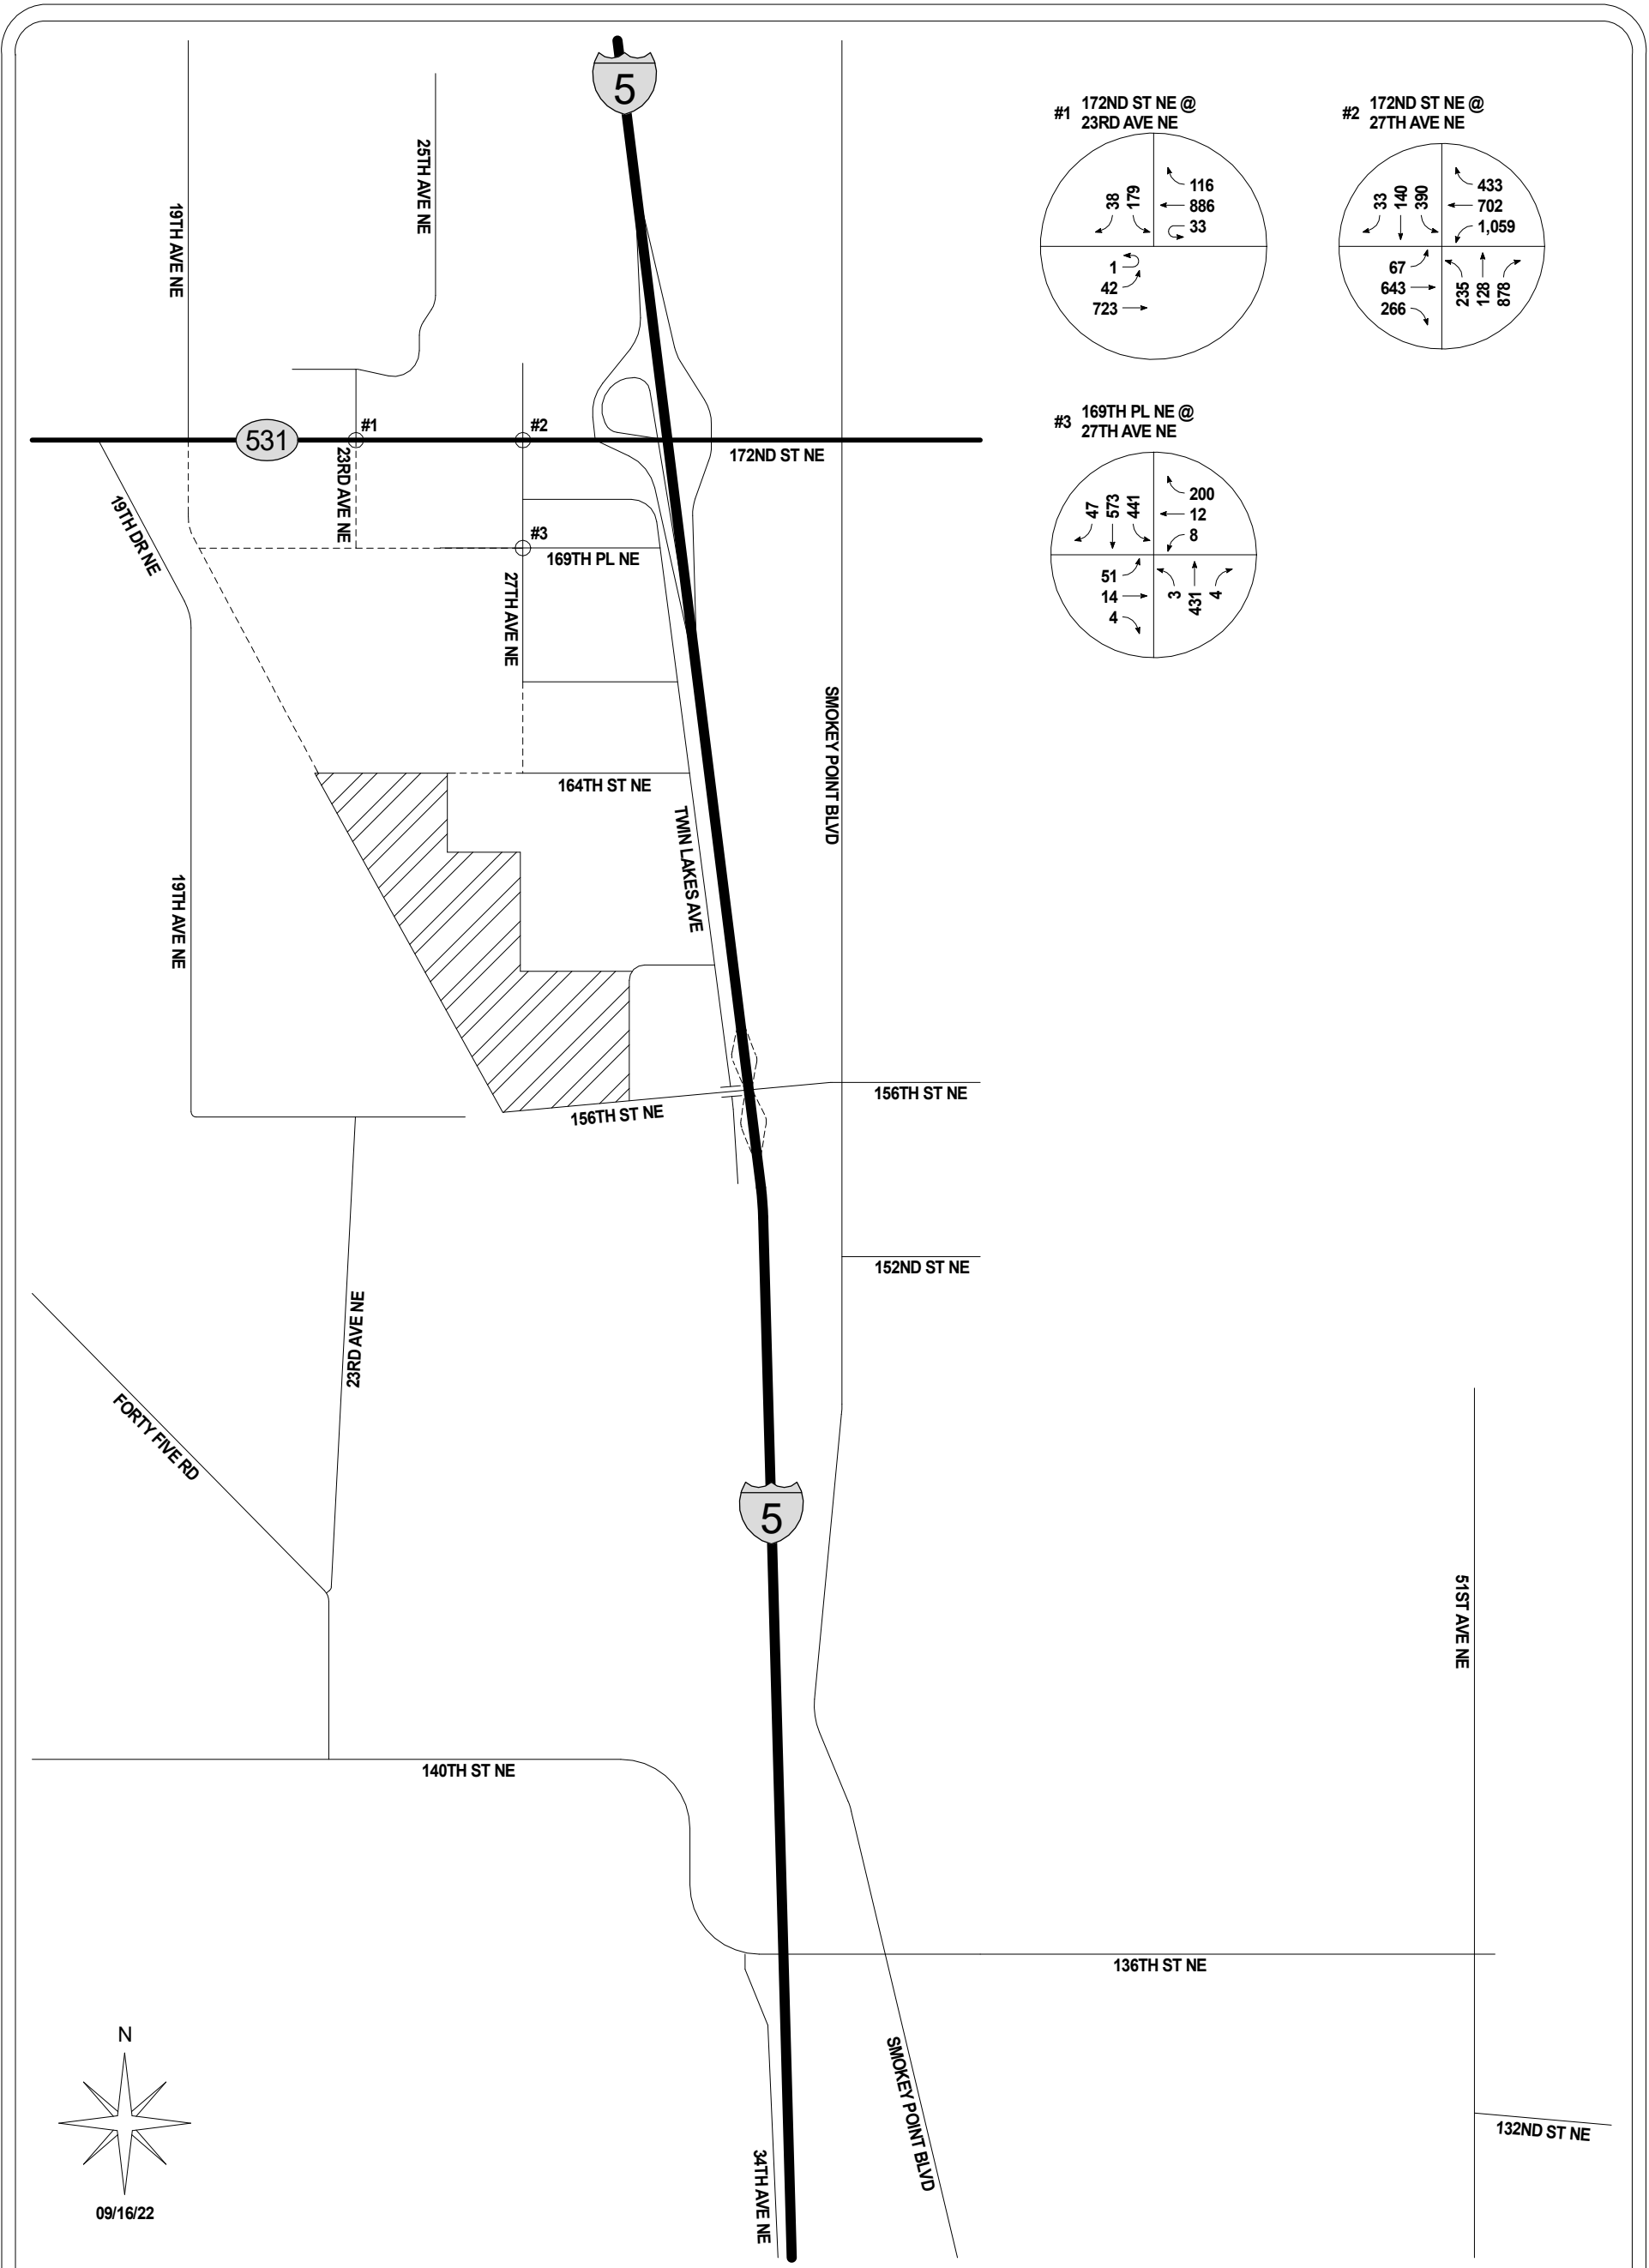 5
#1 172ND ST NE @
23RD AVE NE
38
179
116
886
33
1
42
723
#2 172ND ST NE @
27TH AVE NE
33
140
390
433
702
1,059
67
643
266
235
128
878
#3 169TH PL NE @
27TH AVE NE
47
573
441
200
12
8
51
14
4
3
431
4
25TH AVE NE
19TH AVE NE
531
#1
#2
172ND ST NE
23RD AVE NE
19TH DR NE
#3
169TH PL NE
27TH AVE NE
SMOKEY POINT BLVD
164TH ST NE
TWIN LAKES AVE
19TH AVE NE
156TH ST NE
156TH ST NE
152ND ST NE
23RD AVE NE
FORTY FIVE RD
5
51ST AVE NE
140TH ST NE
136TH ST NE
N
SMOKEY POINT BLVD
132ND ST NE
34TH AVE NE
09/16/22